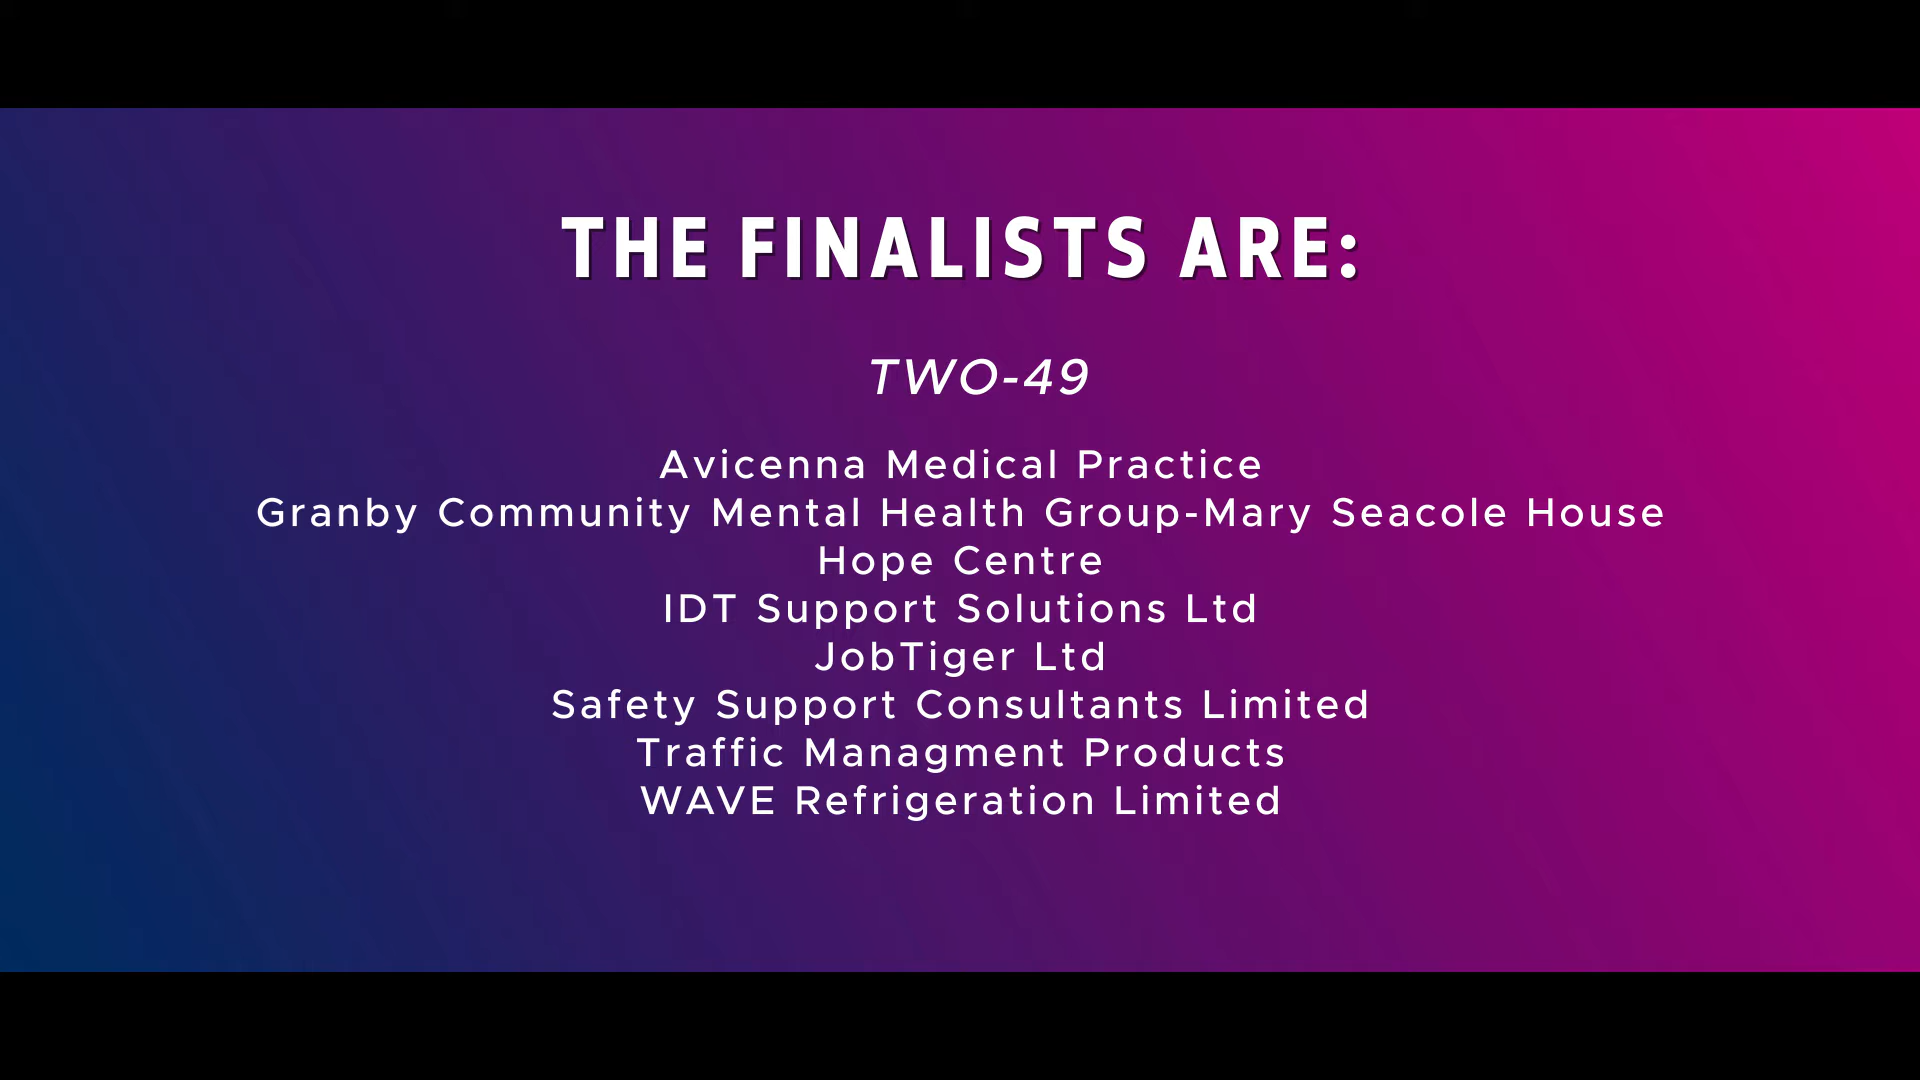 THE FINALISTS ARE:
TWO-49
Avicenna Medical Practice
Granby Community Mental Health Group-Mary Seacole House
Hope Centre
IDT Support Solutions Ltd
JobTiger Ltd
Safety Support Consultants Limited
Traffic Managment Products
WAVE Refrigeration Limited